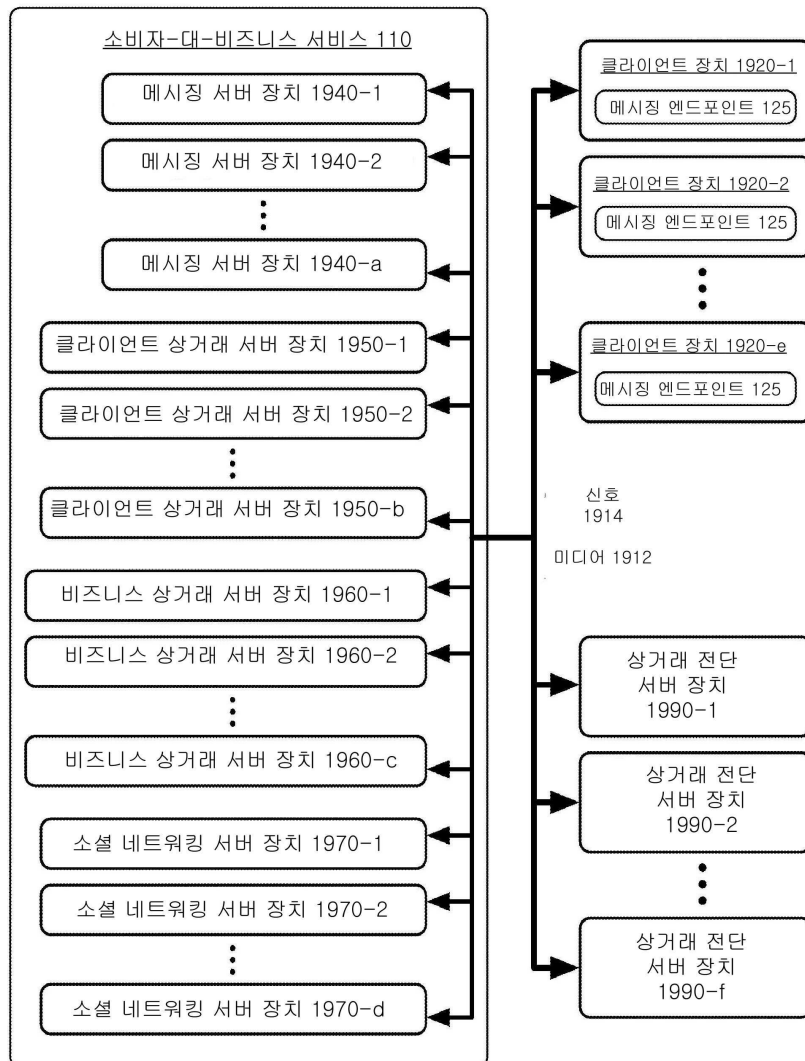 소비자-대-비즈니스 서비스 110
메시징 서버 장치 1940-1
메시징 서버 장치 1940-2
메시징 서버 장치 1940-a
클라이언트 상거래 서버 장치 1950-1
클라이언트 상거래 서버 장치 1950-2
클라이언트 상거래 서버 장치 1950-b
비즈니스 상거래 서버 장치 1960-1
비즈니스 상거래 서버 장치 1960-2
비즈니스 상거래 서버 장치 1960-c
소셜 네트워킹 서버 장치 1970-1
소셜 네트워킹 서버 장치 1970-2
소셜 네트워킹 서버 장치 1970-d
클라이언트 장치 1920-1
메시징 엔드포인트 125
클라이언트 장치 1920-2
메시징 엔드포인트 125
클라이언트 장치 1920-e
메시징 엔드포인트 125
신호
1914
미디어 1912
상거래 전단
서버 장치
1990-1
상거래 전단
서버 장치
1990-2
상거래 전단
서버 장치
1990-f